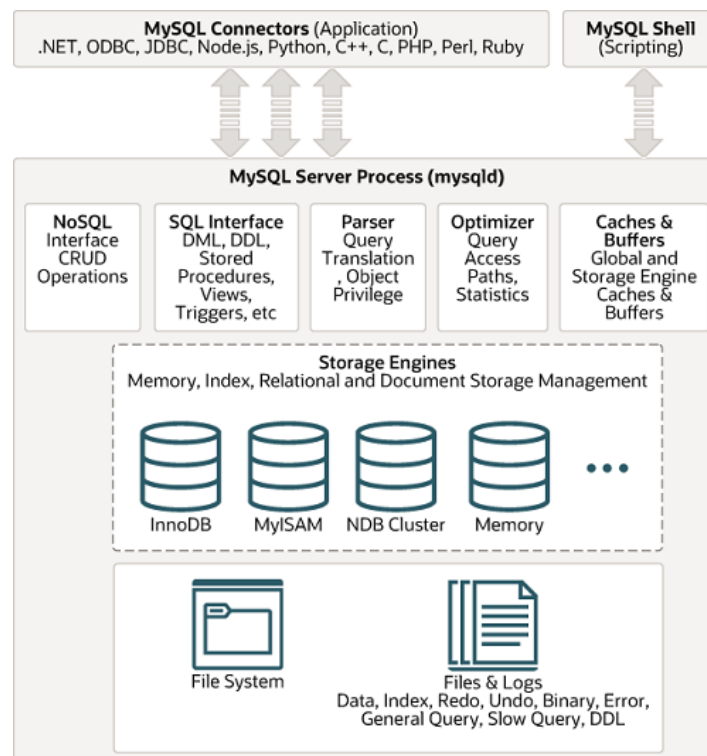 MySQL Connectors (Application)
.NET, ODBC, JDBC, Node.js, Python, C++, C, PHP, Perl, Ruby
MySQL Shell
(Scripting)
MySQL Server Process (mysqld)
NoSQL
Interface
CRUD
Operations
SQL Interface
DML, DDL,
Stored
Procedures,
Views,
Triggers, etc
Parser
Query
Translation
, Object
Privilege
Optimizer
Query
Access
Paths,
Statistics
Caches &
Buffers
Global and
Storage Engine
Caches &
Buffers
Storage Engines
Memory, Index, Relational and Document Storage Management
InnoDB
MyISAM
NDB Cluster
Memory
File System
Files & Logs
Data, Index, Redo, Undo, Binary, Error,
General Query, Slow Query, DDL